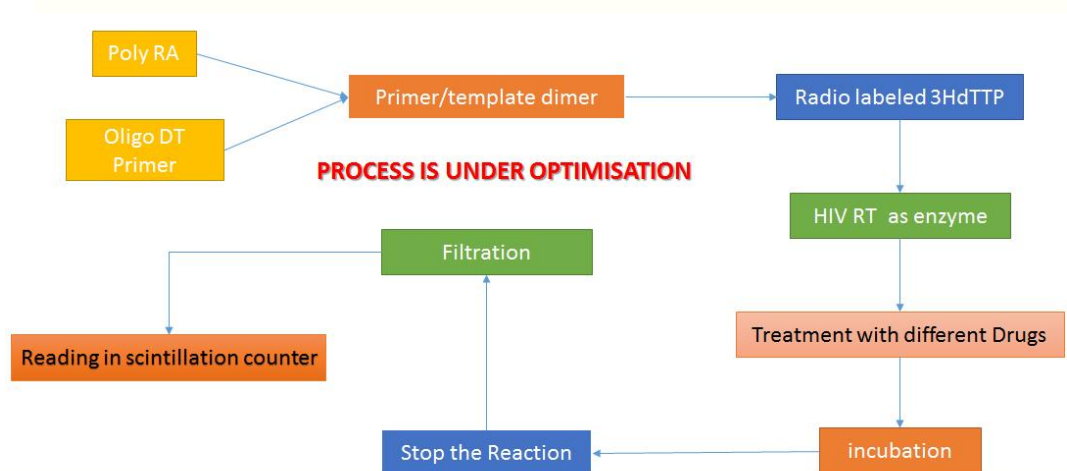 Poly RA
Oligo DT
Primer
Primer/template dimer
Radio labeled 3HdTTP
PROCESS IS UNDER OPTIMISATION
HIV RT as enzyme
Filtration
Treatment with different Drugs
Reading in scintillation counter
Stop the Reaction
incubation